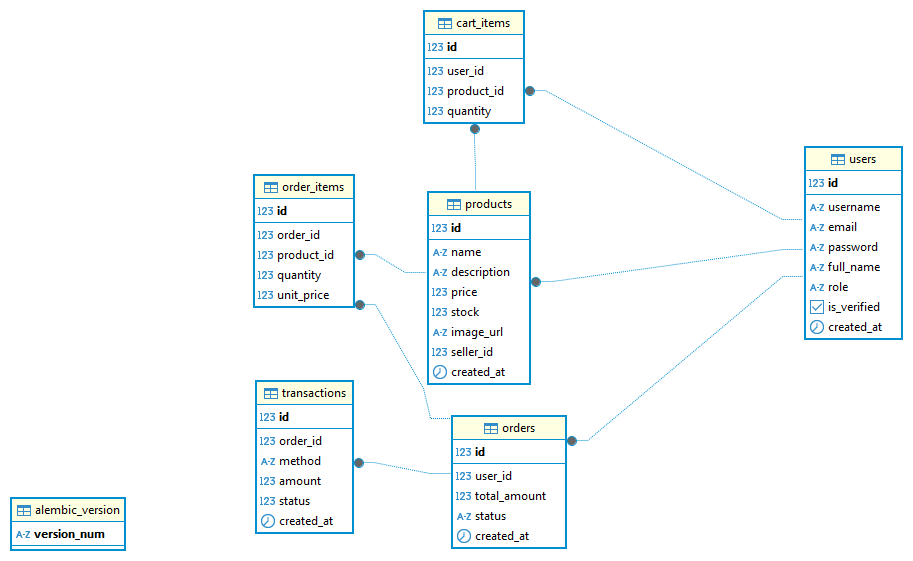 cart_items
123 id
123 user_id
123 product_id
123 quantity
users
123 id
A-Z username
A-Z email
A-Z password
A-Z full_name
A-Z role
is_verified
created_at
order_items
123 id
123 order_id
123 product_id
123 quantity
123 unit_price
products
123 id
A-Z name
A-Z description
123 price
123 stock
A-Z image_url
123 seller_id
created_at
transactions
123 id
123 order_id
A-Z method
123 amount
123 status
created_at
orders
123 id
123 user_id
123 total_amount
A-Z status
created_at
alembic_version
A-Z version_num